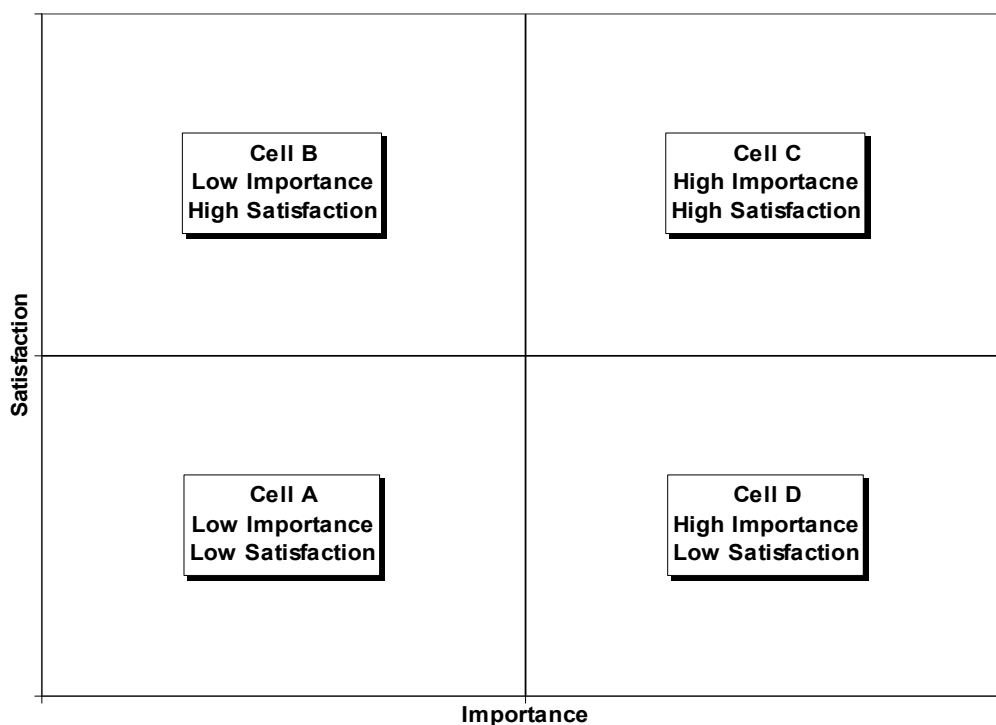 Cell B
Low Importance
High Satisfaction
Cell C
High Importacne
High Satisfaction
Satisfaction
Cell A
Low Importance
Low Satisfaction
Cell D
High Importance
Low Satisfaction
Importance